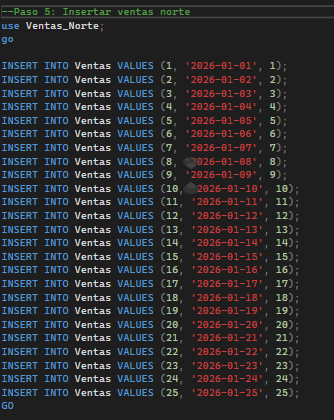 --Paso 5: Insertar ventas norte
use Ventas_Norte;
go
INSERT INTO Ventas VALUES (1, '2026-01-01', 1);
INSERT INTO Ventas VALUES (2, '2026-01-02', 2);
INSERT INTO Ventas VALUES (3, '2026-01-03', 3);
INSERT INTO Ventas VALUES (4, '2026-01-04', 4);
INSERT INTO Ventas VALUES (5, '2026-01-05', 5);
INSERT INTO Ventas VALUES (6, '2026-01-06', 6);
INSERT INTO Ventas VALUES (7, '2026-01-07', 7);
INSERT INTO Ventas VALUES (8, '2026-01-08', 8);
INSERT INTO Ventas VALUES (9, '2026-01-09', 9);
INSERT INTO Ventas VALUES (10, '2026-01-10', 10);
INSERT INTO Ventas VALUES (11, '2026-01-11', 11);
INSERT INTO Ventas VALUES (12, '2026-01-12', 12);
INSERT INTO Ventas VALUES (13, '2026-01-13', 13);
INSERT INTO Ventas VALUES (14, '2026-01-14', 14);
INSERT INTO Ventas VALUES (15, '2026-01-15', 15);
INSERT INTO Ventas VALUES (16, '2026-01-16', 16);
INSERT INTO Ventas VALUES (17, '2026-01-17', 17);
INSERT INTO Ventas VALUES (18, '2026-01-18', 18);
INSERT INTO Ventas VALUES (19, '2026-01-19', 19);
INSERT INTO Ventas VALUES (20, '2026-01-20', 20);
INSERT INTO Ventas VALUES (21, '2026-01-21', 21);
INSERT INTO Ventas VALUES (22, '2026-01-22', 22);
INSERT INTO Ventas VALUES (23, '2026-01-23', 23);
INSERT INTO Ventas VALUES (24, '2026-01-24', 24);
INSERT INTO Ventas VALUES (25, '2026-01-25', 25);
GO